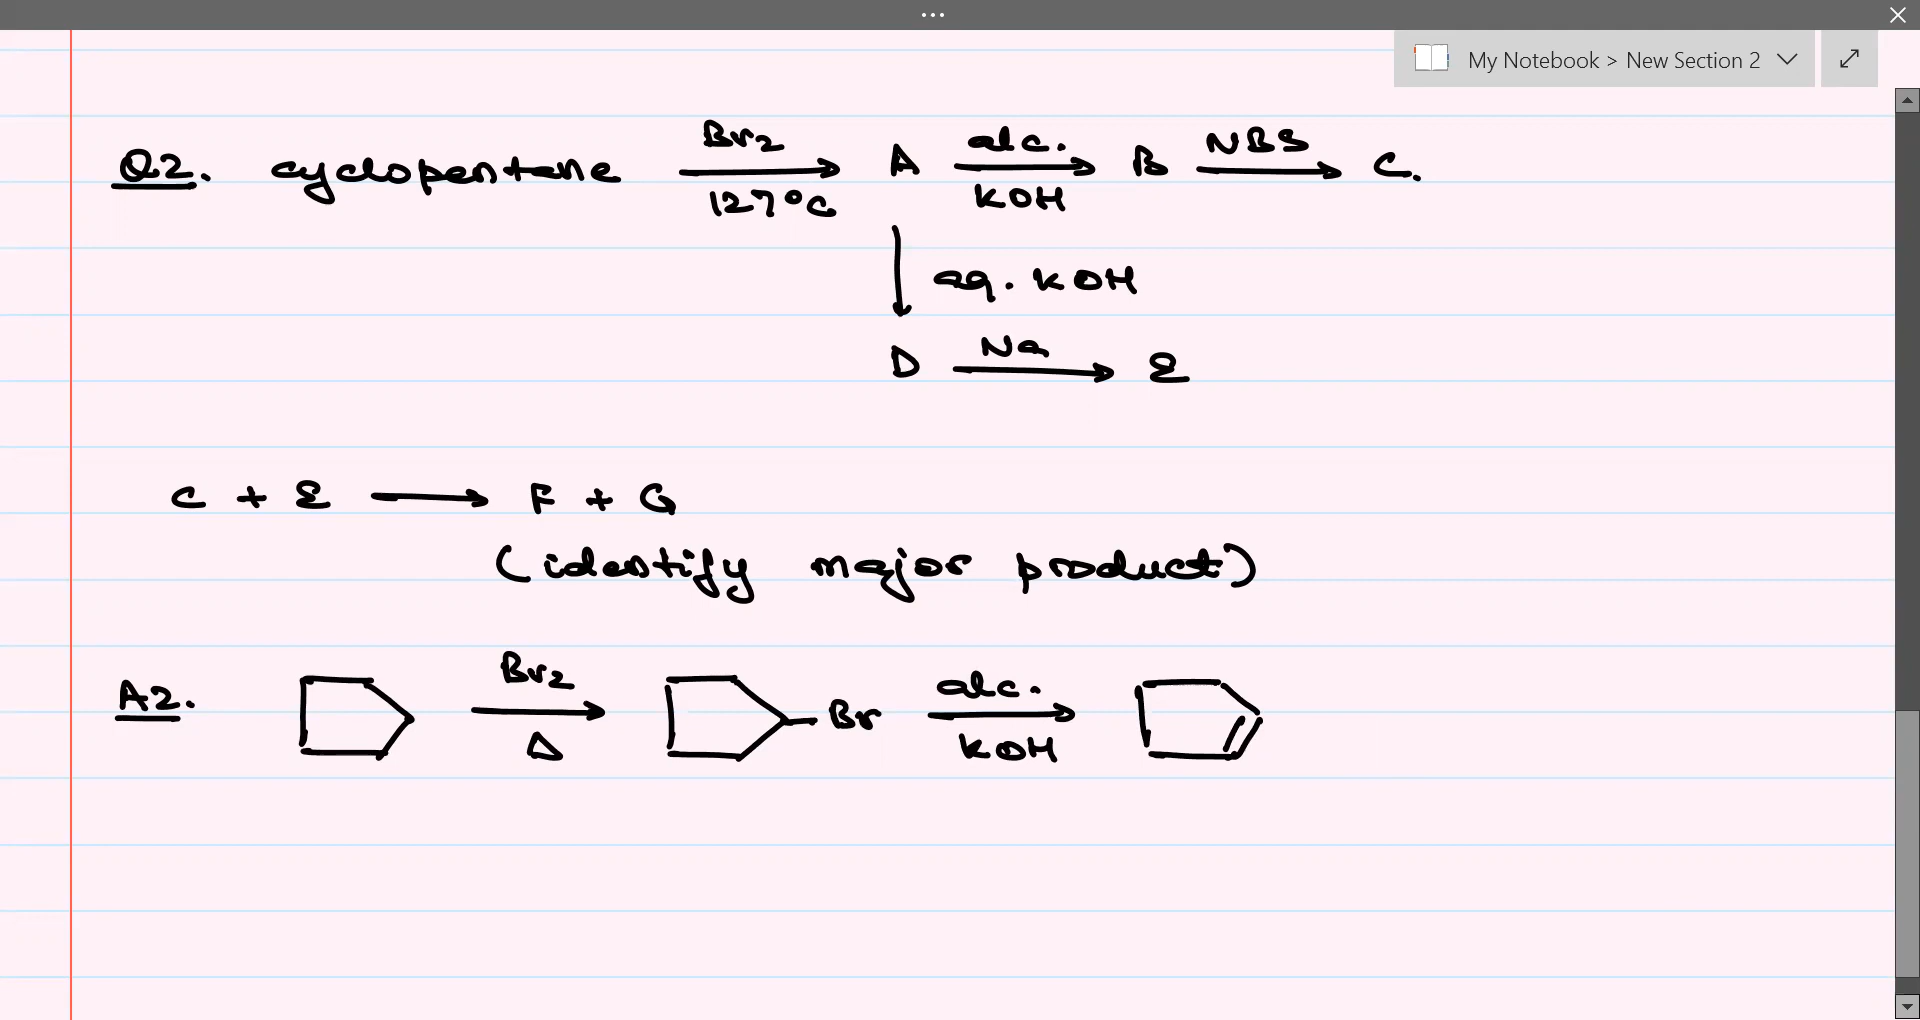 My Notebook > New Section 2
Q2. cyclopentane Br2 127°C A alc. KOH B NBS C.
aq. KOH
D Na E
C + E → F + G
(identify major product)
A2. Br2 Δ Br alc. KOH